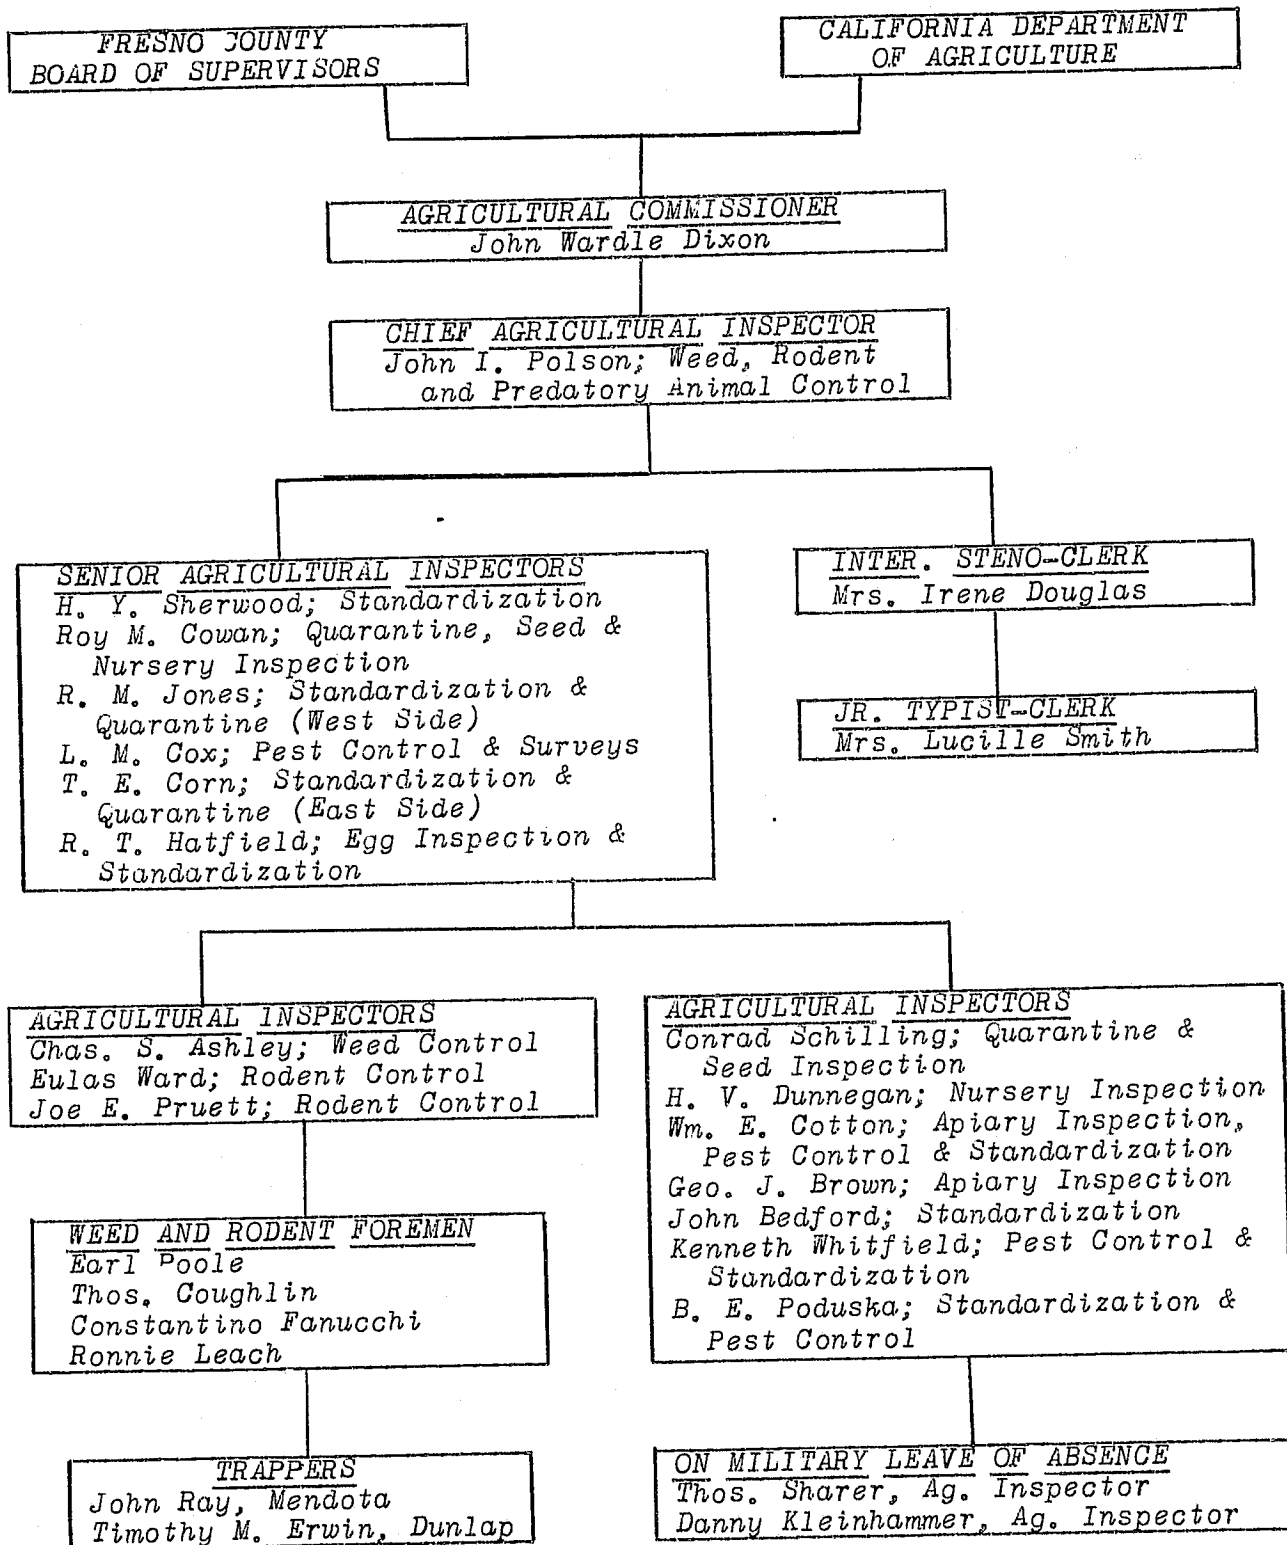 FRESNO COUNTY
BOARD OF SUPERVISORS
CALIFORNIA DEPARTMENT
OF AGRICULTURE
AGRICULTURAL COMMISSIONER
John Wardle Dixon
CHIEF AGRICULTURAL INSPECTOR
John I. Polson; Weed, Rodent
and Predatory Animal Control
SENIOR AGRICULTURAL INSPECTORS
H. Y. Sherwood; Standardization
Roy M. Cowan; Quarantine, Seed &
Nursery Inspection
R. M. Jones; Standardization &
Quarantine (West Side)
L. M. Cox; Pest Control & Surveys
T. E. Corn; Standardization &
Quarantine (East Side)
R. T. Hatfield; Egg Inspection &
Standardization
INTER. STENO-CLERK
Mrs. Irene Douglas
JR. TYPIST-CLERK
Mrs. Lucille Smith
AGRICULTURAL INSPECTORS
Chas. S. Ashley; Weed Control
Eulas Ward; Rodent Control
Joe E. Pruett; Rodent Control
AGRICULTURAL INSPECTORS
Conrad Schilling; Quarantine &
Seed Inspection
H. V. Dunnegan; Nursery Inspection
Wm. E. Cotton; Apiary Inspection,
Pest Control & Standardization
Geo. J. Brown; Apiary Inspection
John Bedford; Standardization
Kenneth Whitfield; Pest Control &
Standardization
B. E. Poduska; Standardization &
Pest Control
WEED AND RODENT FOREMEN
Earl Poole
Thos. Coughlin
Constantino Fanucchi
Ronnie Leach
TRAPPERS
John Ray, Mendota
Timothy M. Erwin, Dunlap
ON MILITARY LEAVE OF ABSENCE
Thos. Sharer, Ag. Inspector
Danny Kleinhammer, Ag. Inspector